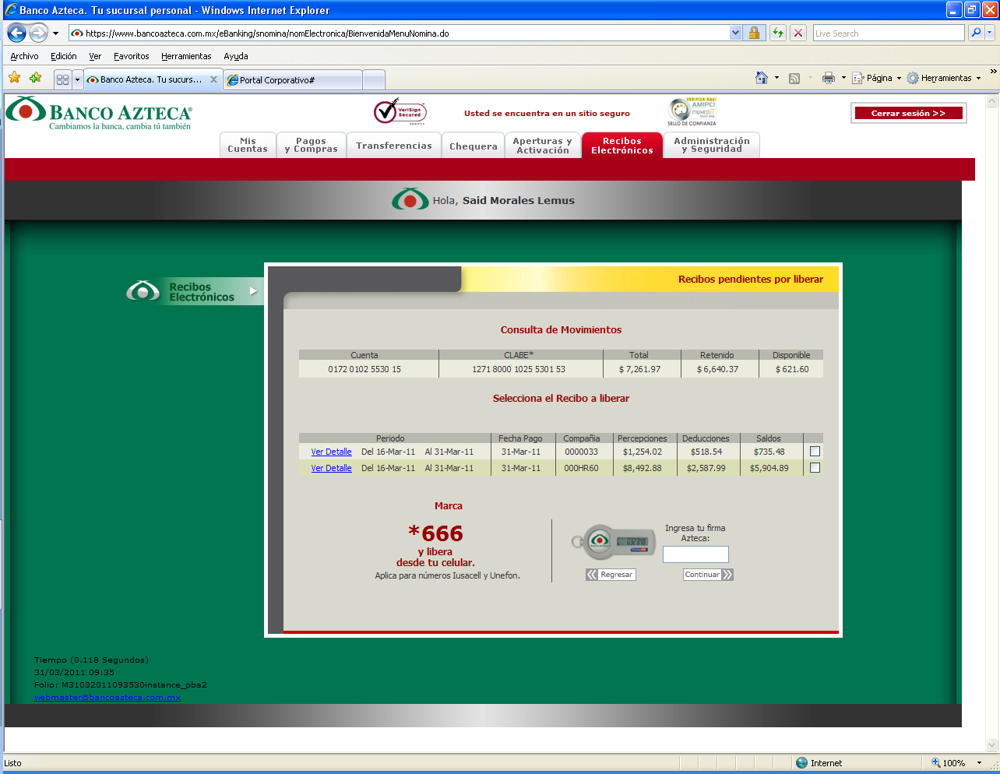 Banco Azteca. Tu sucursal personal - Windows Internet Explorer
https://www.bancoazteca.com.mx/eBanking/snomina/nomElectronica/BienvenidaMenuNomina.do
Live Search
Archivo Edición Ver Favoritos Herramientas Ayuda
Banco Azteca. Tu sucurs... Portal Corporativo# Página Herramientas
BANCO AZTECA
Cambiamos la banca, cambia tú también
VeriSign Secured
VERIFY
Usted se encuentra en un sitio seguro
VERIFICA AQUI
AMIPCI
SELLO DE CONFIANZA
Cerrar sesión >>
Mis Cuentas
Pagos y Compras
Transferencias
Chequera
Aperturas y Activación
Recibos Electrónicos
Administración y Seguridad
Hola, Said Morales Lemus
Recibos Electrónicos
Recibos pendientes por liberar
Consulta de Movimientos
Cuenta CLABE* Total Retenido Disponible
0172 0102 5530 15 1271 8000 1025 5301 53 $ 7,261.97 $ 6,640.37 $ 621.60
Selecciona el Recibo a liberar
Periodo Fecha Pago Compañia Percepciones Deducciones Saldos
Ver Detalle Del 16-Mar-11 Al 31-Mar-11 31-Mar-11 0000033 $1,254.02 $518.54 $735.48
Ver Detalle Del 16-Mar-11 Al 31-Mar-11 31-Mar-11 000HR60 $8,492.88 $2,587.99 $5,904.89
Marca
*666
y libera
desde tu celular.
Aplica para números Iusacell y Unefon.
Ingresa tu firma
Azteca:
Regresar Continuar
Tiempo (0.118 Segundos)
31/03/2011 09:35
Folio: M31032011093530instance_pba2
webmaster@bancoazteca.com.mx
Listo Internet 100%